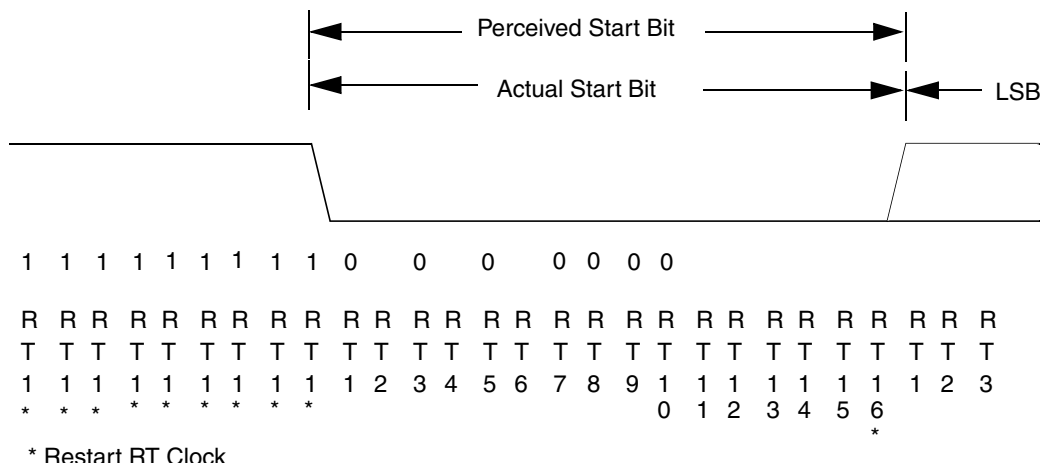 Perceived Start Bit
Actual Start Bit
LSB
1 1 1 1 1 1 1 1 1 0 0 0 0 0 0 0
R R R R R R R R R R R R R R R R R R R R R R R R R R R R
T T T T T T T T T T T T T T T T T T T T T T T T T T T T
1 1 1 1 1 1 1 1 1 1 2 3 4 5 6 7 8 9 1 1 1 1 1 1 1 1 2 3
* * * * * * * * * 0 1 2 3 4 5 6
*
* Restart RT Clock